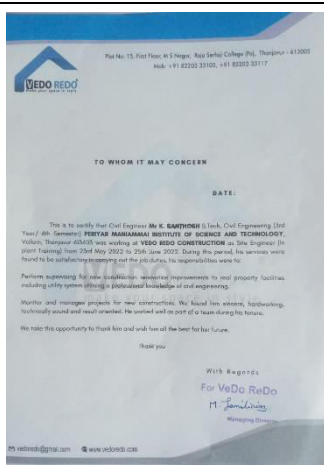 Plot No. 15, First Floor, M S Nagar, Raja Serfoji College (Po), Thanjavur - 613005
Mob: +91 82203 33103, +91 82203 33117
VEDO REDO
TO WHOM IT MAY CONCERN
DATE:
This is to certify that Civil Engineer Mr K. SANTHOSH B.Tech, Civil Engineering (3rd
Year/ 6th Semester) PERIYAR MANIAMMAI INSTITUTE OF SCIENCE AND TECHNOLOGY,
Vallam, Thanjavur 613403 was working at VEDO REDO CONSTRUCTION as Site Engineer (In
plant Training) from 23rd May 2022 to 25th June 2022. During this period, his services were
found to be satisfactory in carrying out the job duties, his responsibilities were to:
Perform supervising for new construction renovative improvements to real property facilities
including utility system utilizing a professional knowledge of civil engineering.
Monitor and manages projects for new constructions. We found him sincere, hardworking,
technically sound and result oriented. He worked well as part of a team during his tenure.
We take this opportunity to thank him and wish him all the best for his future.
Thank you
With Regards
For VeDo ReDo
Managing Director
vedoredo@gmail.com www.vedoredo.com